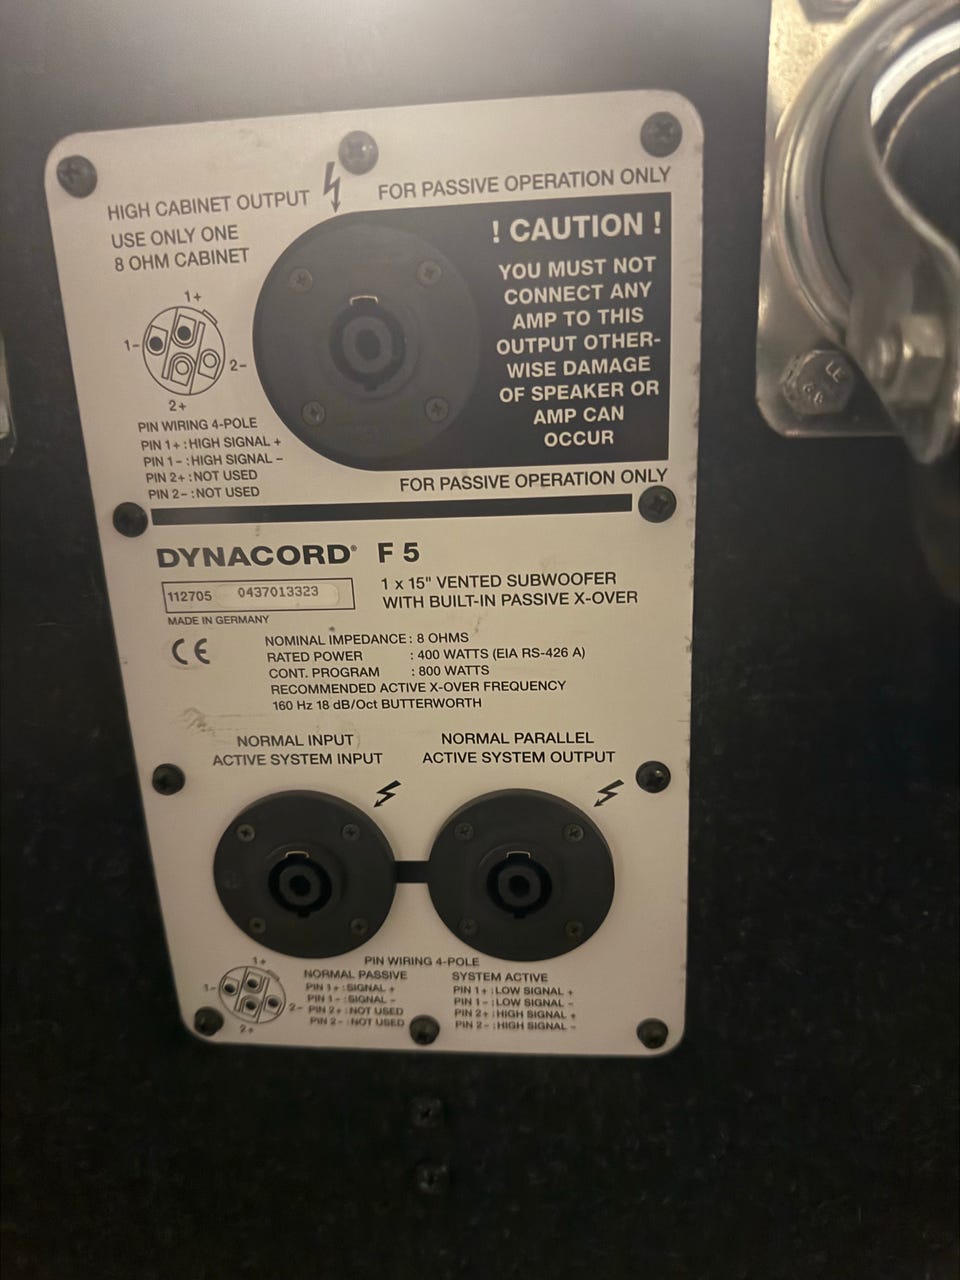 HIGH CABINET OUTPUT
FOR PASSIVE OPERATION ONLY
USE ONLY ONE
8 OHM CABINET
! CAUTION !
YOU MUST NOT
CONNECT ANY
AMP TO THIS
OUTPUT OTHER-
WISE DAMAGE
OF SPEAKER OR
AMP CAN
OCCUR
1+
1-
2-
2+
PIN WIRING 4-POLE
PIN 1+ : HIGH SIGNAL +
PIN 1- : HIGH SIGNAL -
PIN 2+ : NOT USED
PIN 2- : NOT USED
FOR PASSIVE OPERATION ONLY
DYNACORD® F 5
1 x 15" VENTED SUBWOOFER
WITH BUILT-IN PASSIVE X-OVER
112705 0437013323
MADE IN GERMANY
CE
NOMINAL IMPEDANCE : 8 OHMS
RATED POWER : 400 WATTS (EIA RS-426 A)
CONT. PROGRAM : 800 WATTS
RECOMMENDED ACTIVE X-OVER FREQUENCY
160 Hz 18 dB/Oct BUTTERWORTH
NORMAL INPUT
ACTIVE SYSTEM INPUT
NORMAL PARALLEL
ACTIVE SYSTEM OUTPUT
PIN WIRING 4-POLE
1+
1-
2-
2+
NORMAL PASSIVE
PIN 1+ : SIGNAL +
PIN 1- : SIGNAL -
PIN 2+ : NOT USED
PIN 2- : NOT USED
SYSTEM ACTIVE
PIN 1+ : LOW SIGNAL +
PIN 1- : LOW SIGNAL -
PIN 2+ : HIGH SIGNAL +
PIN 2- : HIGH SIGNAL -